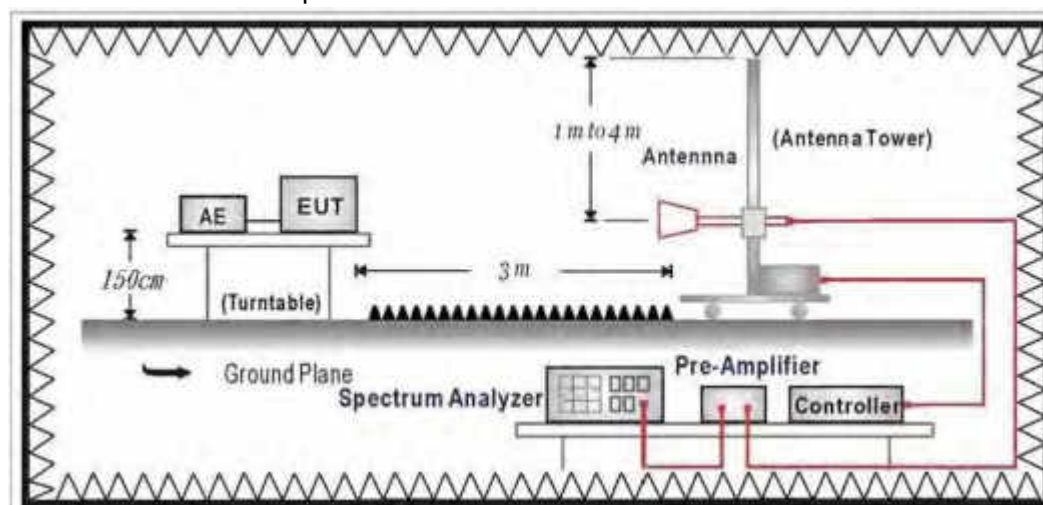 1m to 4m
(Antenna Tower)
Antennna
EUT
AE
150cm
3m
(Turntable)
Ground Plane
Pre-Amplifier
Spectrum Analyzer
Controller